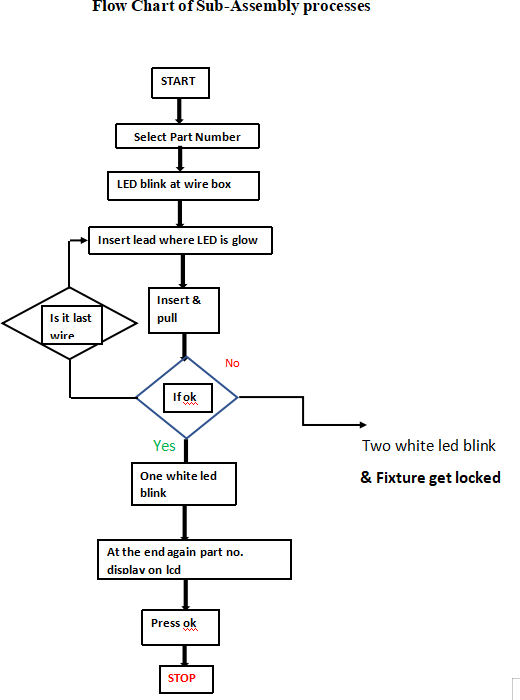 Flow Chart of Sub-Assembly processes
START
Select Part Number
LED blink at wire box
Insert lead where LED is glow
Insert &
pull
Is it last
wire
No
If ok
Yes
Two white led blink
& Fixture get locked
One white led
blink
At the end again part no.
display on lcd
Press ok
STOP